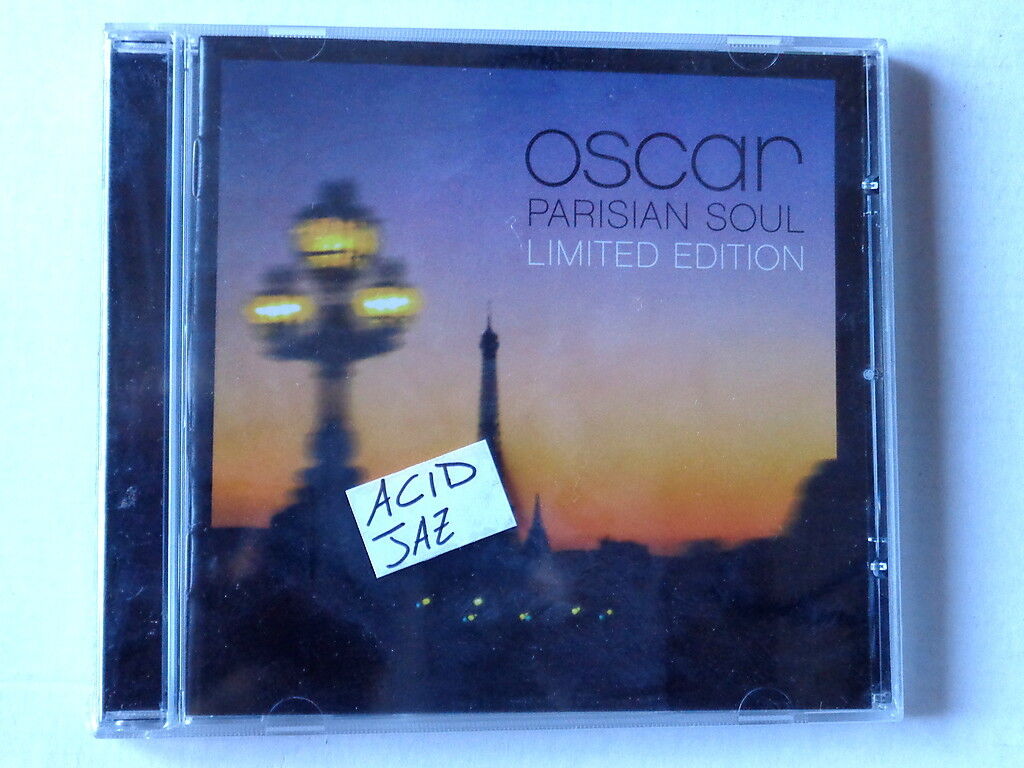 oscar
PARISIAN SOUL
LIMITED EDITION
ACID
JAZ